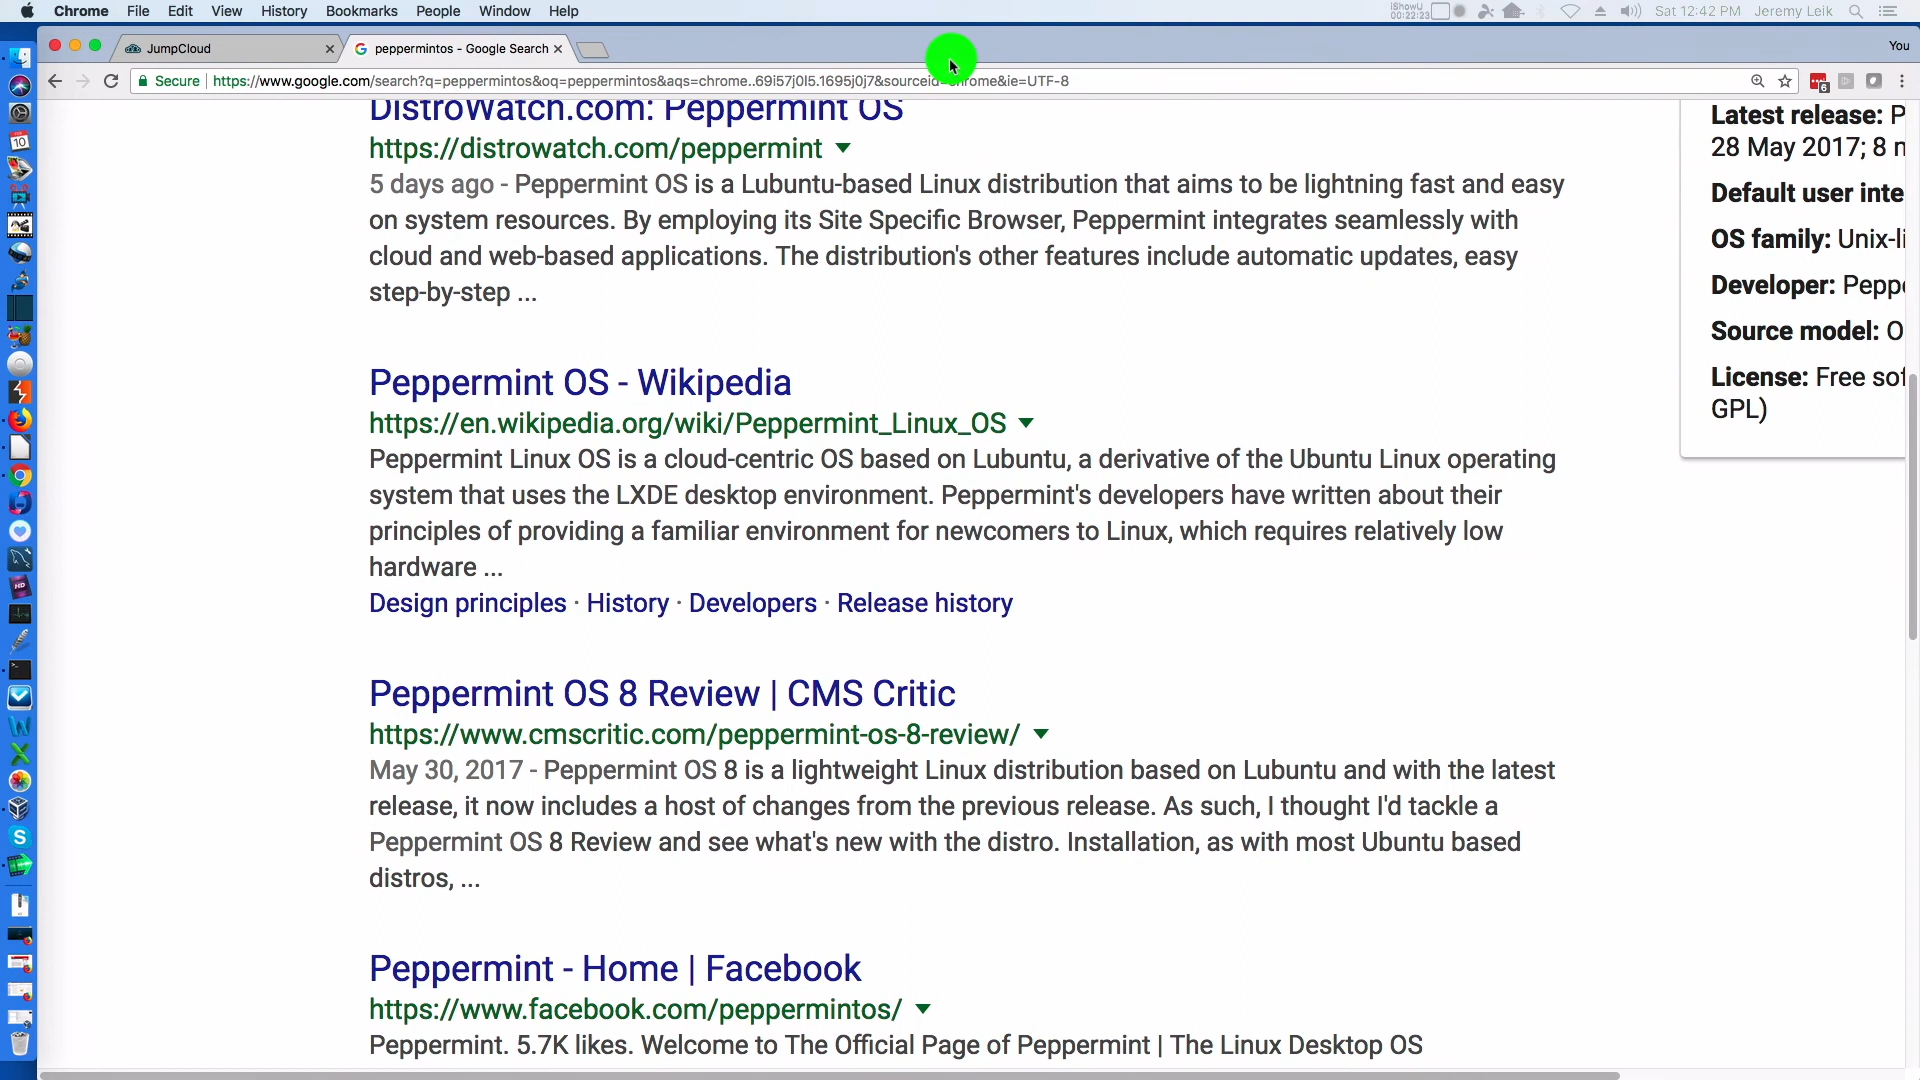 Chrome File Edit View History Bookmarks People Window Help iShowU 00:22:23 Sat 12:42 PM Jeremy Leik
JumpCloud peppermintos - Google Search You
Secure https://www.google.com/search?q=peppermintos&oq=peppermintos&aqs=chrome..69i57j0l5.1695j0j7&sourceid=chrome&ie=UTF-8 6
DistroWatch.com: Peppermint OS
https://distrowatch.com/peppermint
5 days ago - Peppermint OS is a Lubuntu-based Linux distribution that aims to be lightning fast and easy
on system resources. By employing its Site Specific Browser, Peppermint integrates seamlessly with
cloud and web-based applications. The distribution's other features include automatic updates, easy
step-by-step ...
Peppermint OS - Wikipedia
https://en.wikipedia.org/wiki/Peppermint_Linux_OS
Peppermint Linux OS is a cloud-centric OS based on Lubuntu, a derivative of the Ubuntu Linux operating
system that uses the LXDE desktop environment. Peppermint's developers have written about their
principles of providing a familiar environment for newcomers to Linux, which requires relatively low
hardware ...
Design principles · History · Developers · Release history
Peppermint OS 8 Review | CMS Critic
https://www.cmscritic.com/peppermint-os-8-review/
May 30, 2017 - Peppermint OS 8 is a lightweight Linux distribution based on Lubuntu and with the latest
release, it now includes a host of changes from the previous release. As such, I thought I'd tackle a
Peppermint OS 8 Review and see what's new with the distro. Installation, as with most Ubuntu based
distros, ...
Peppermint - Home | Facebook
https://www.facebook.com/peppermintos/
Peppermint. 5.7K likes. Welcome to The Official Page of Peppermint | The Linux Desktop OS
Latest release: P
28 May 2017; 8 m
Default user inte
OS family: Unix-li
Developer: Peppe
Source model: O
License: Free sof
GPL)